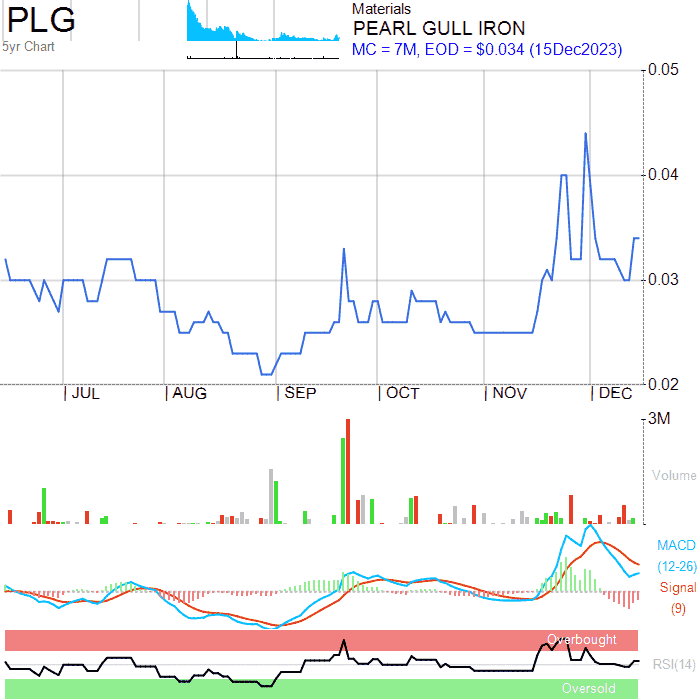 PLG
5yr Chart
Materials
PEARL GULL IRON
MC = 7M, EOD = $0.034 (15Dec2023)
0.05
0.04
0.03
0.02
JUL AUG SEP OCT NOV DEC
3M
Volume
MACD
(12-26)
Signal
(9)
Overbought
RSI(14)
Oversold